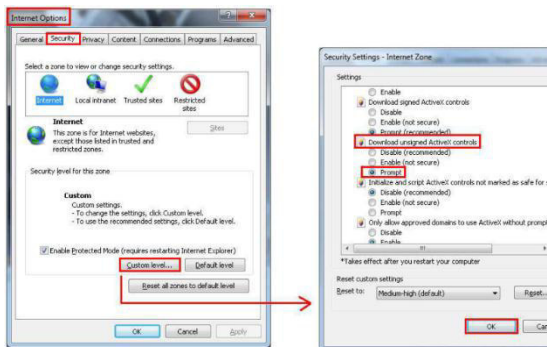 Internet Options
General Security Privacy Content Connections Programs Advanced
Select a zone to view or change security settings.
Internet Local intranet Trusted sites Restricted sites
Internet
Sites
This zone is for Internet websites,
except those listed in trusted and
restricted zones.
Security level for this zone
Custom
Custom settings.
- To change the settings, click Custom level.
- To use the recommended settings, click Default level.
Enable Protected Mode (requires restarting Internet Explorer)
Custom level... Default level
Reset all zones to default level
OK Cancel Apply
Security Settings - Internet Zone
Settings
Enable
Download signed ActiveX controls
Disable
Enable (not secure)
Prompt (recommended)
Download unsigned ActiveX controls
Disable (recommended)
Enable (not secure)
Prompt
Initialize and script ActiveX controls not marked as safe for s
Disable (recommended)
Enable (not secure)
Prompt
Only allow approved domains to use ActiveX without prompt
Disable
Enable
*Takes effect after you restart your computer
Reset custom settings
Reset to: Medium-high (default) Reset...
OK Can